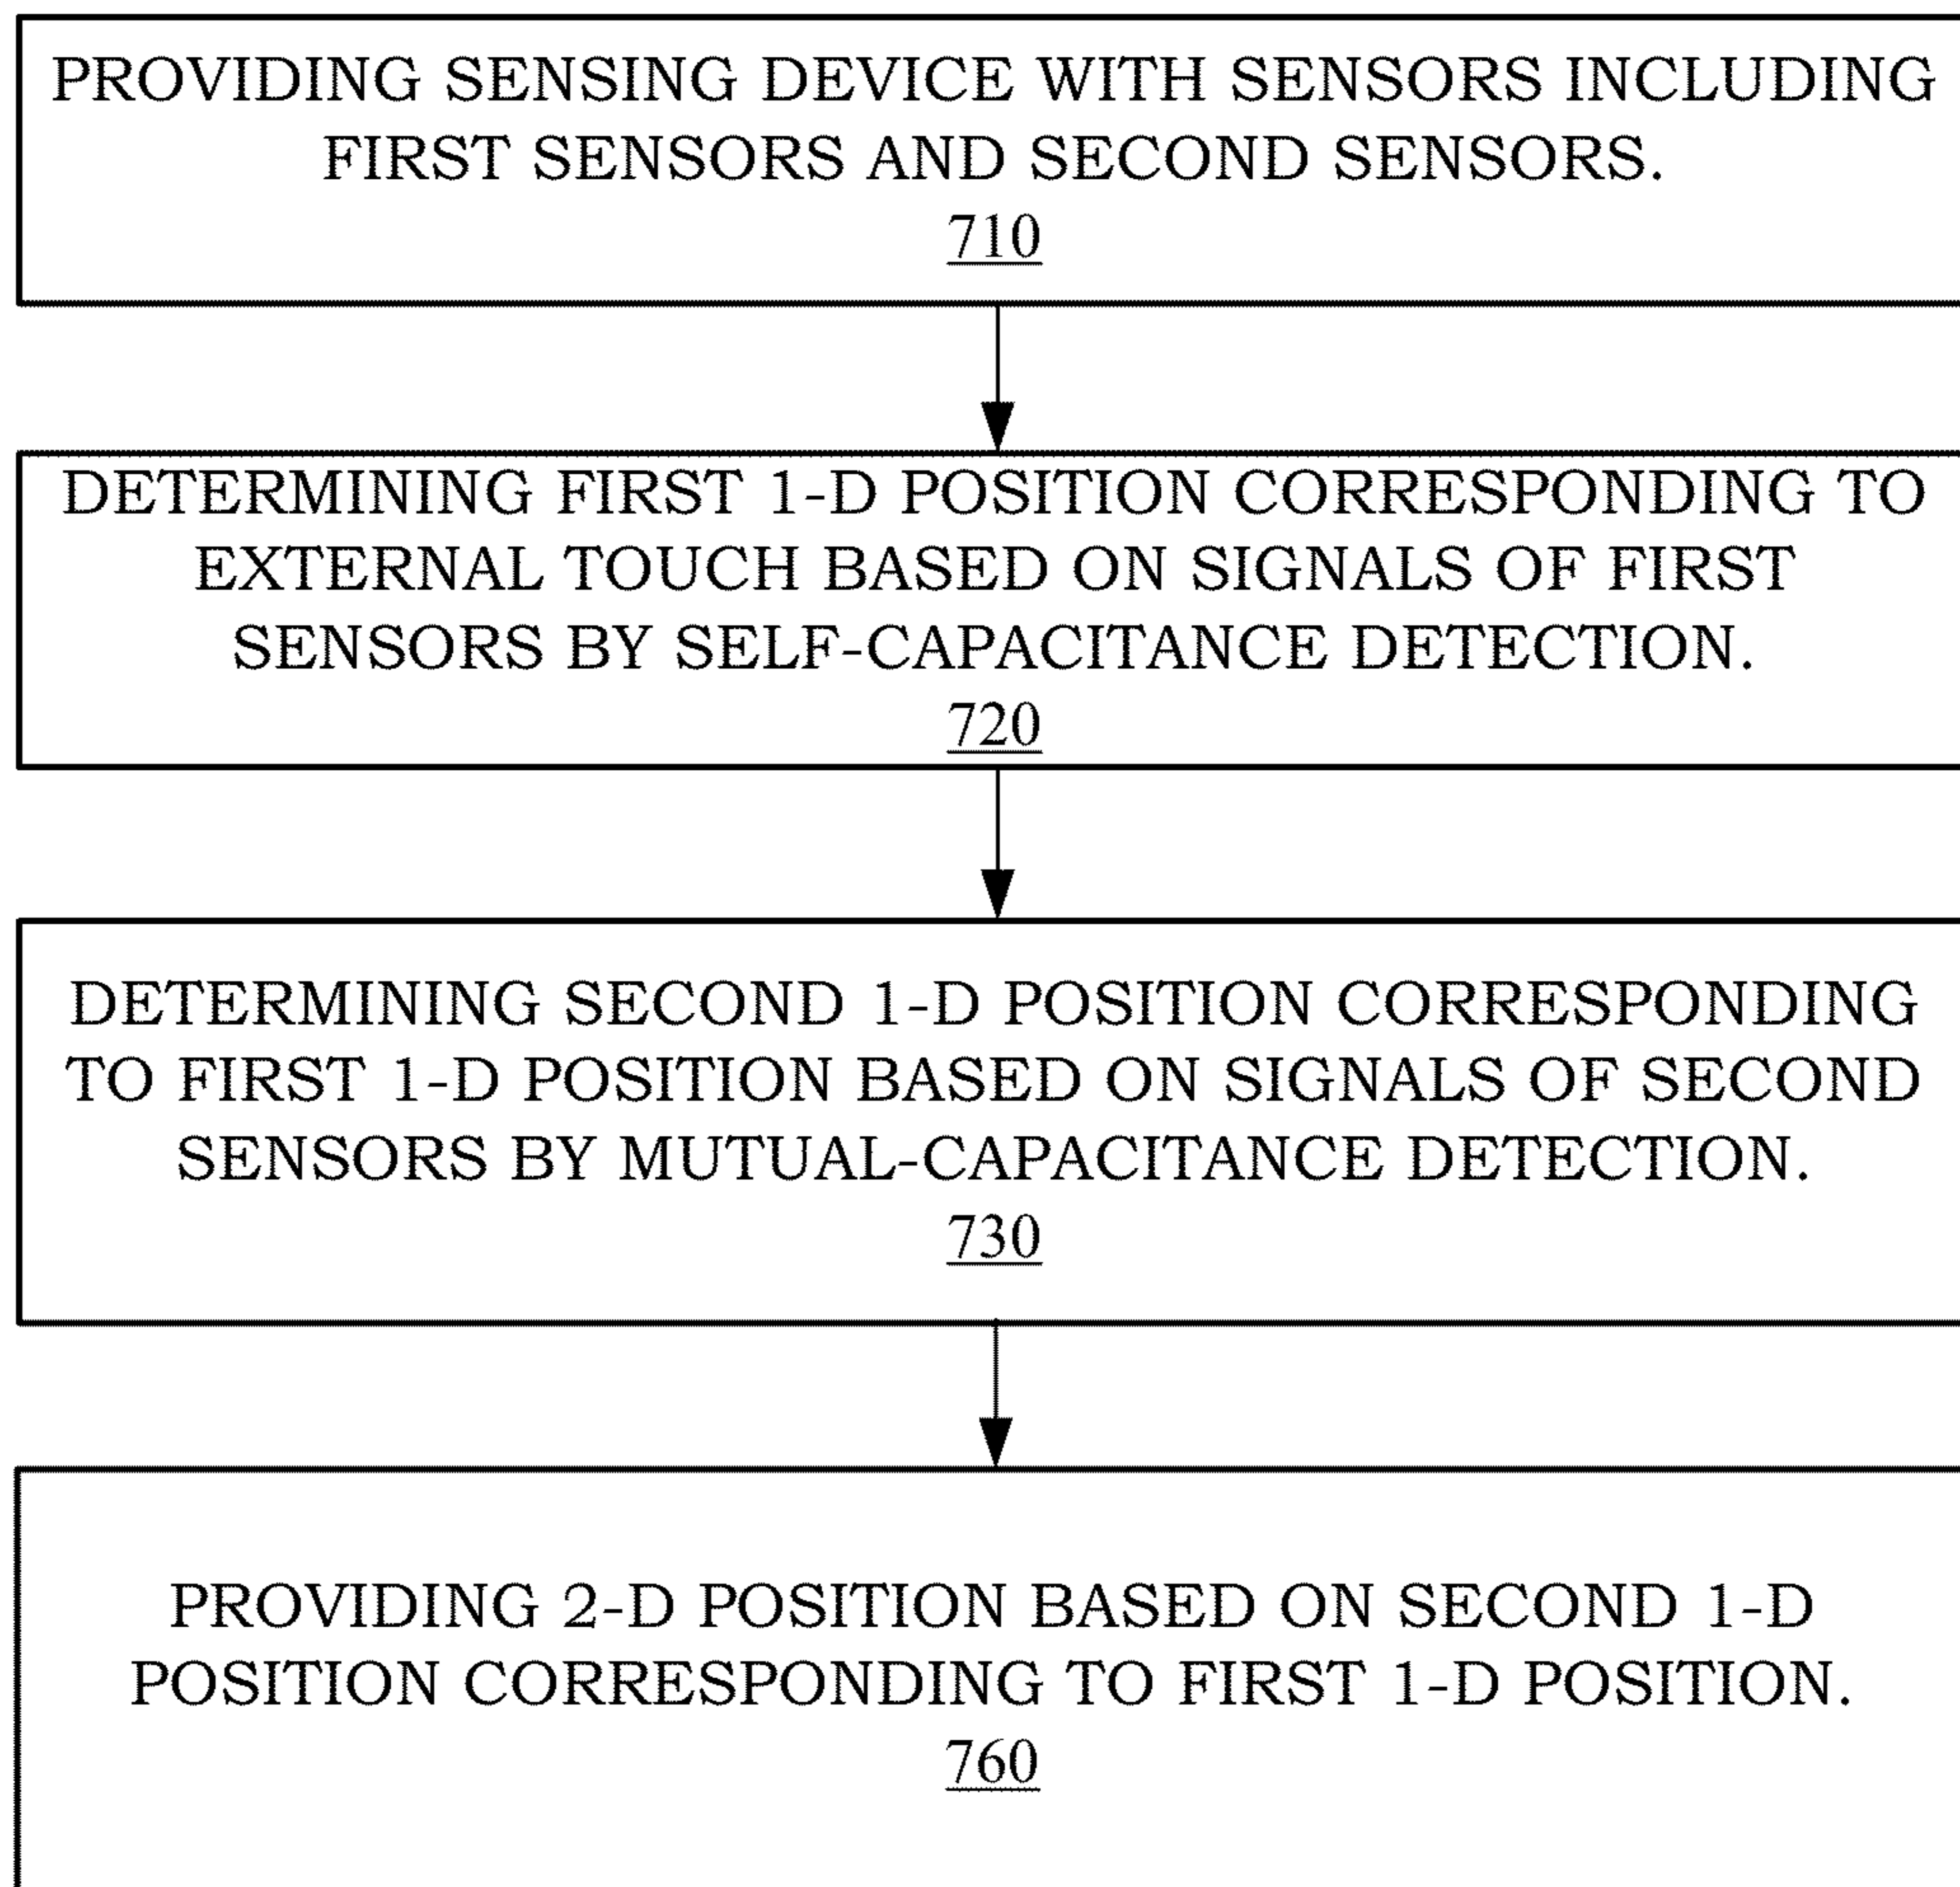 PROVIDING SENSING DEVICE WITH SENSORS INCLUDING
FIRST SENSORS AND SECOND SENSORS.
710
DETERMINING FIRST 1-D POSITION CORRESPONDING TO
EXTERNAL TOUCH BASED ON SIGNALS OF FIRST
SENSORS BY SELF-CAPACITANCE DETECTION.
720
DETERMINING SECOND 1-D POSITION CORRESPONDING
TO FIRST 1-D POSITION BASED ON SIGNALS OF SECOND
SENSORS BY MUTUAL-CAPACITANCE DETECTION.
730
PROVIDING 2-D POSITION BASED ON SECOND 1-D
POSITION CORRESPONDING TO FIRST 1-D POSITION.
760